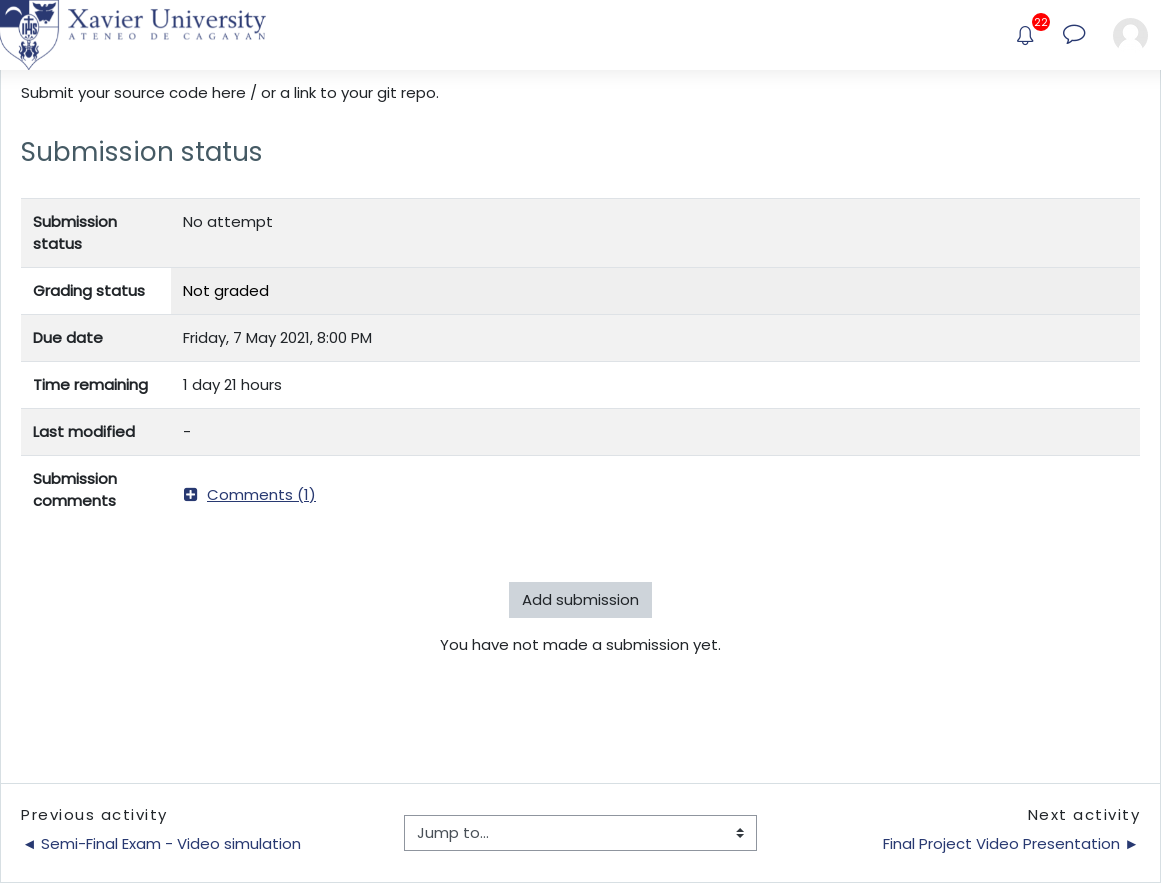 Xavier University
ATENEO DE CAGAYAN
22
Submit your source code here / or a link to your git repo.
Submission status
Submission status
No attempt
Grading status
Not graded
Due date
Friday, 7 May 2021, 8:00 PM
Time remaining
1 day 21 hours
Last modified
-
Submission comments
Comments (1)
Add submission
You have not made a submission yet.
Previous activity
◄ Semi-Final Exam - Video simulation
Jump to...
Next activity
Final Project Video Presentation ►